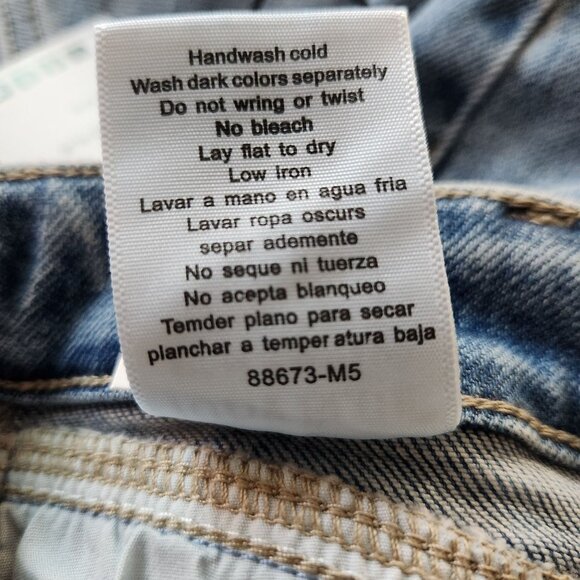 Handwash cold
Wash dark colors separately
Do not wring or twist
No bleach
Lay flat to dry
Low iron
Lavar a mano en agua fria
Lavar ropa oscurs
separ ademente
No seque ni tuerza
No acepta blanqueo
Temder plano para secar
planchar a temper atura baja
88673-M5